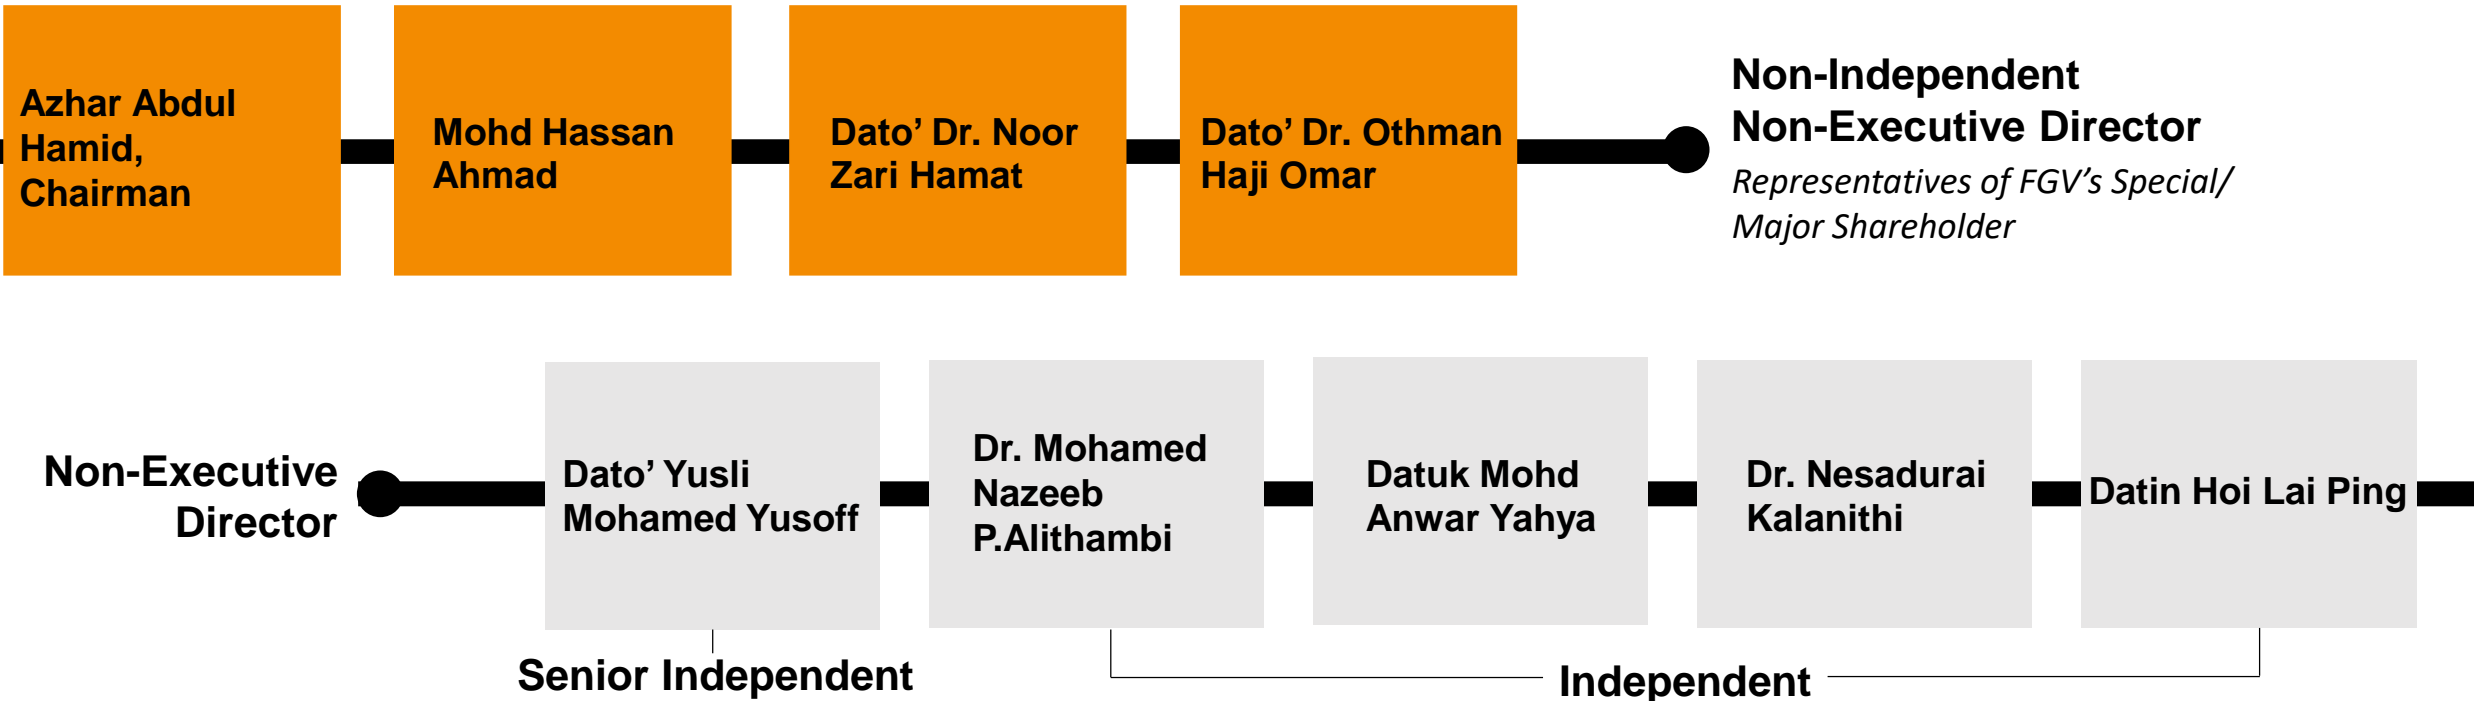 Azhar Abdul
Hamid,
Chairman
Mohd Hassan
Ahmad
Dato’ Dr. Noor
Zari Hamat
Dato’ Dr. Othman
Haji Omar
Non-Independent
Non-Executive Director
Representatives of FGV’s Special/
Major Shareholder
Non-Executive
Director
Dato’ Yusli
Mohamed Yusoff
Dr. Mohamed
Nazeeb
P.Alithambi
Datuk Mohd
Anwar Yahya
Dr. Nesadurai
Kalanithi
Datin Hoi Lai Ping
Senior Independent
Independent